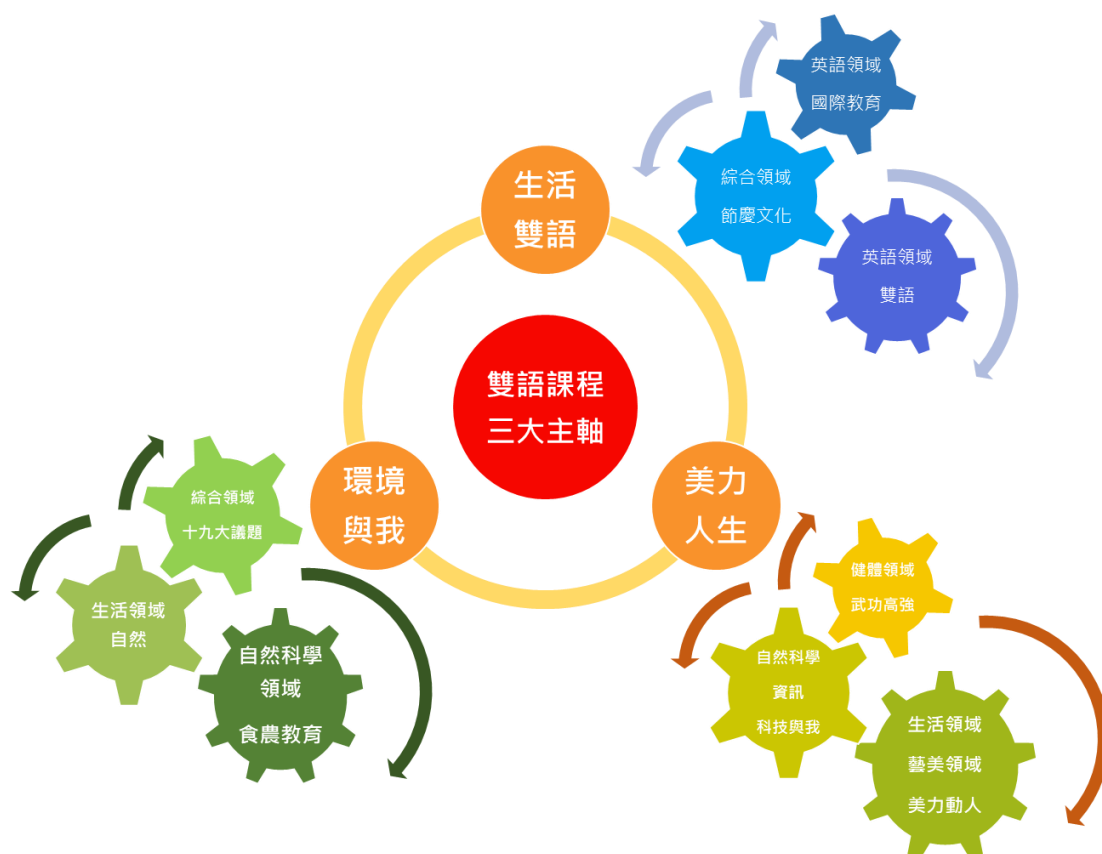 英語領域
國際教育
綜合領域
節慶文化
英語領域
雙語
生活
雙語
雙語課程
三大主軸
環境
與我
美力
人生
綜合領域
十九大議題
生活領域
自然
自然科學
領域
食農教育
健體領域
武功高強
自然科學
資訊
科技與我
生活領域
藝美領域
美力動人